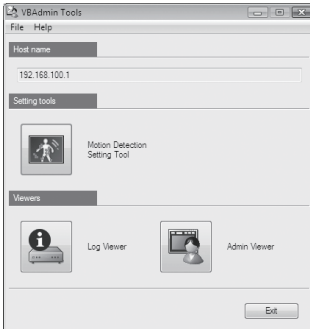 VBAdmin Tools
File Help
Host name
192.168.100.1
Setting tools
Motion Detection
Setting Tool
Viewers
Log Viewer
Admin Viewer
Exit